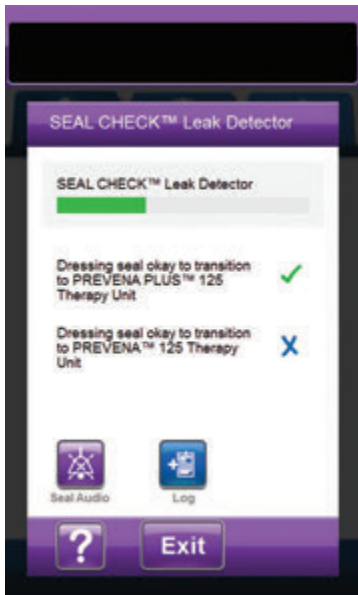 SEAL CHECK™ Leak Detector
SEAL CHECK™ Leak Detector
Dressing seal okay to transition
to PREVENA PLUS™ 125
Therapy Unit
Dressing seal okay to transition
to PREVENA™ 125 Therapy
Unit
Seal Audio
Log
?
Exit